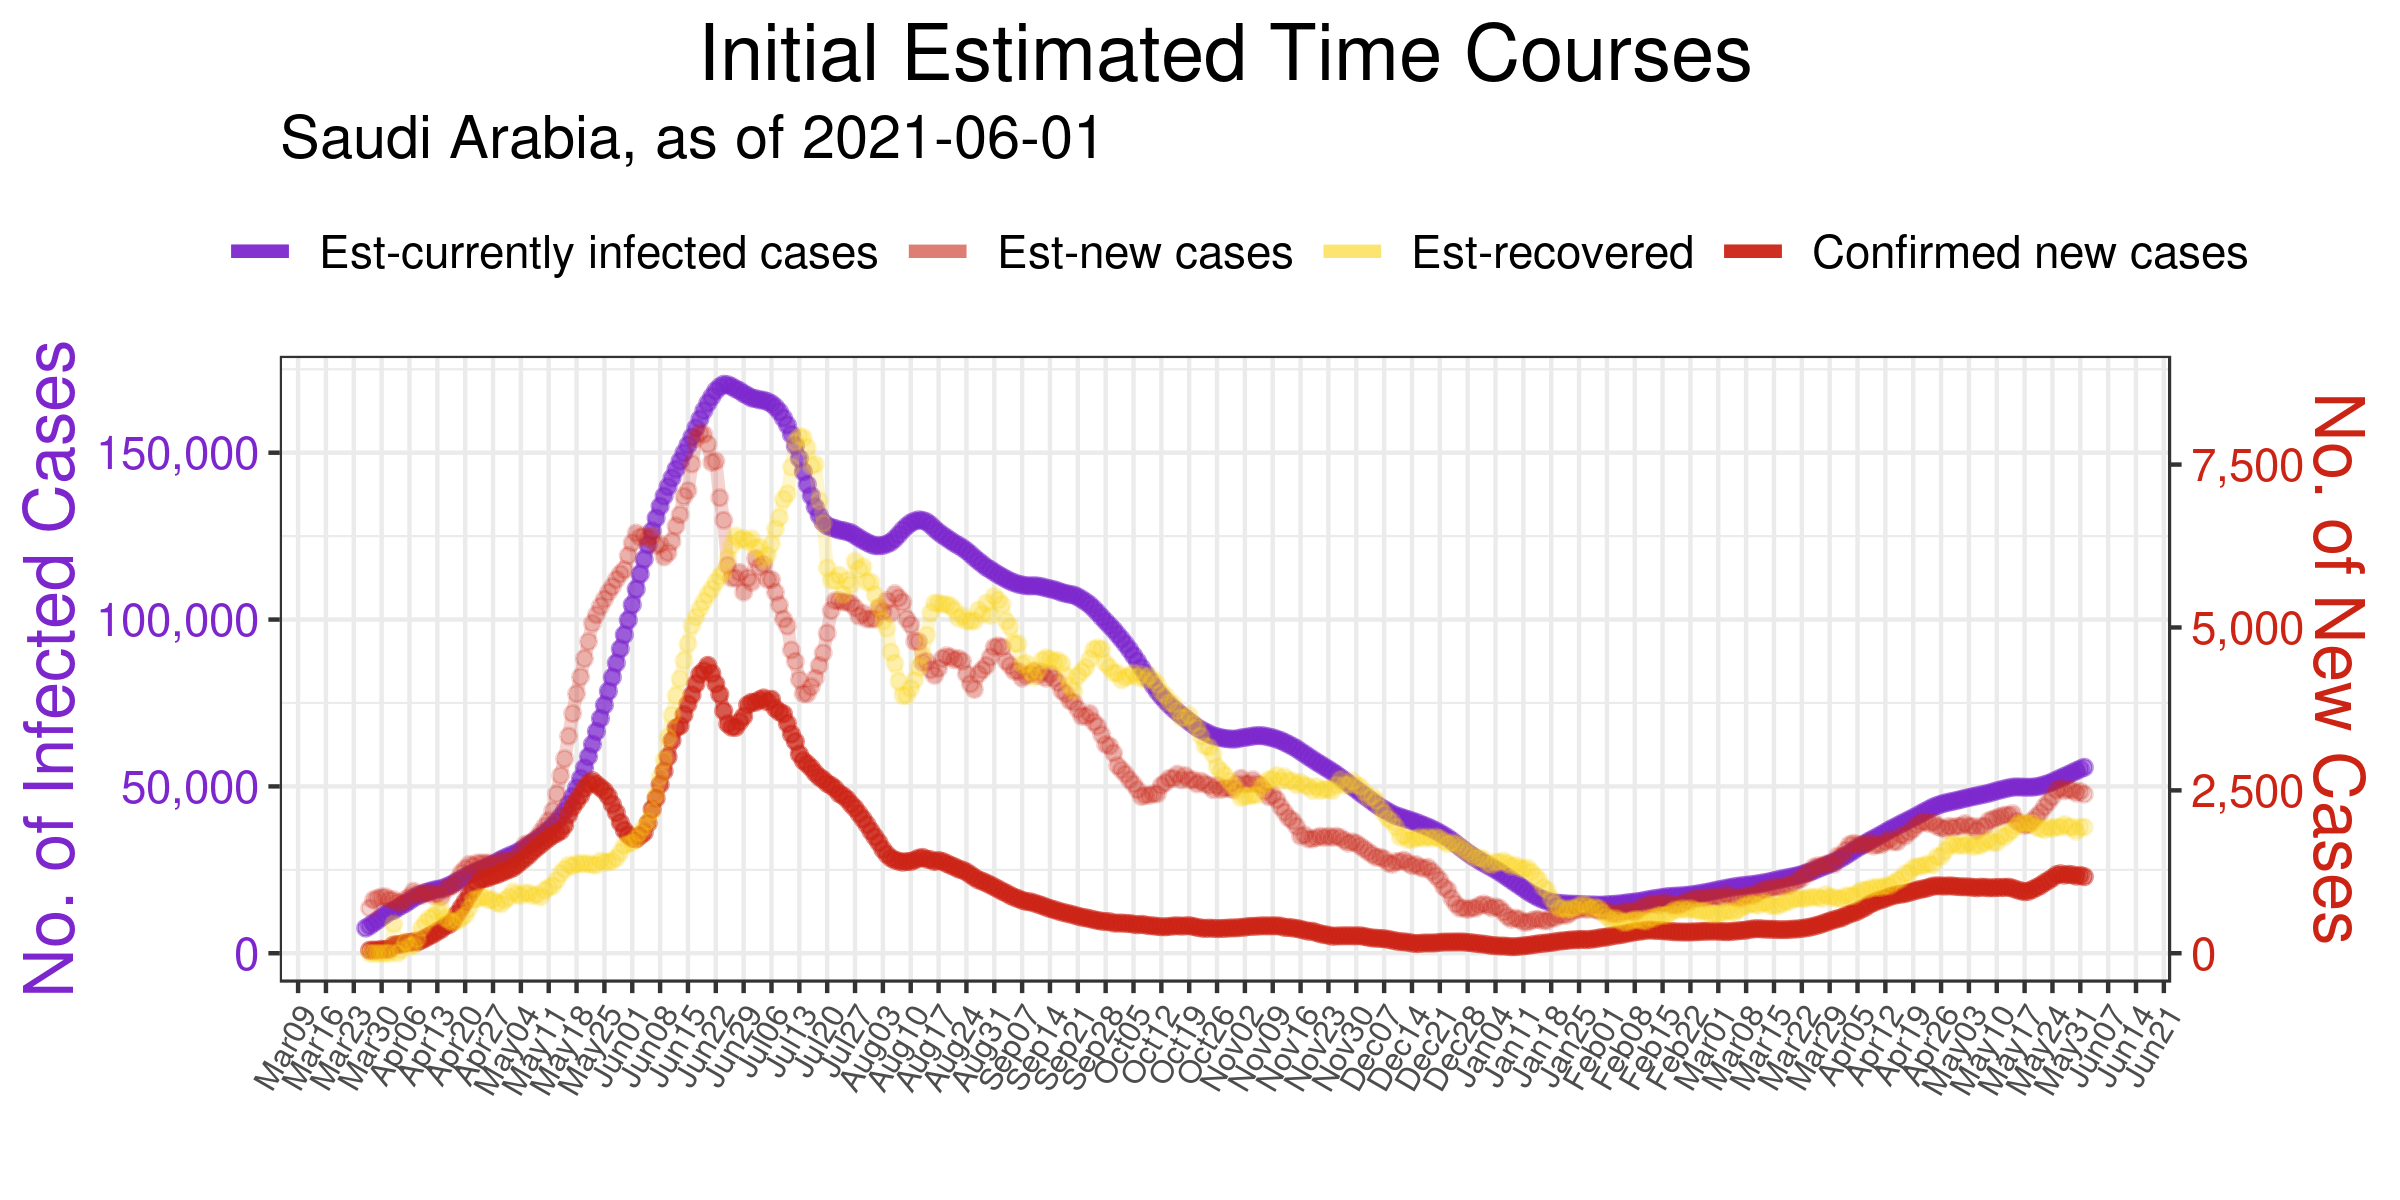 Initial Estimated Time Courses
Saudi Arabia, as of 2021-06-01
Est-currently infected cases Est-new cases Est-recovered Confirmed new cases
No. of Infected Cases
150,000
100,000
50,000
0
7,500
5,000
2,500
0
No. of New Cases
Mar09 Mar16 Mar23 Mar30 Apr06 Apr13 Apr20 Apr27 May04 May11 May18 May25 Jun01 Jun08 Jun15 Jun22 Jun29 Jul06 Jul13 Jul20 Jul27 Aug03 Aug10 Aug17 Aug24 Aug31 Sep07 Sep14 Sep21 Sep28 Oct05 Oct12 Oct19 Oct26 Nov02 Nov09 Nov16 Nov23 Nov30 Dec07 Dec14 Dec21 Dec28 Jan04 Jan11 Jan18 Jan25 Feb01 Feb08 Feb15 Feb22 Mar01 Mar08 Mar15 Mar22 Mar29 Apr05 Apr12 Apr19 Apr26 May03 May10 May17 May24 May31 Jun07 Jun14 Jun21